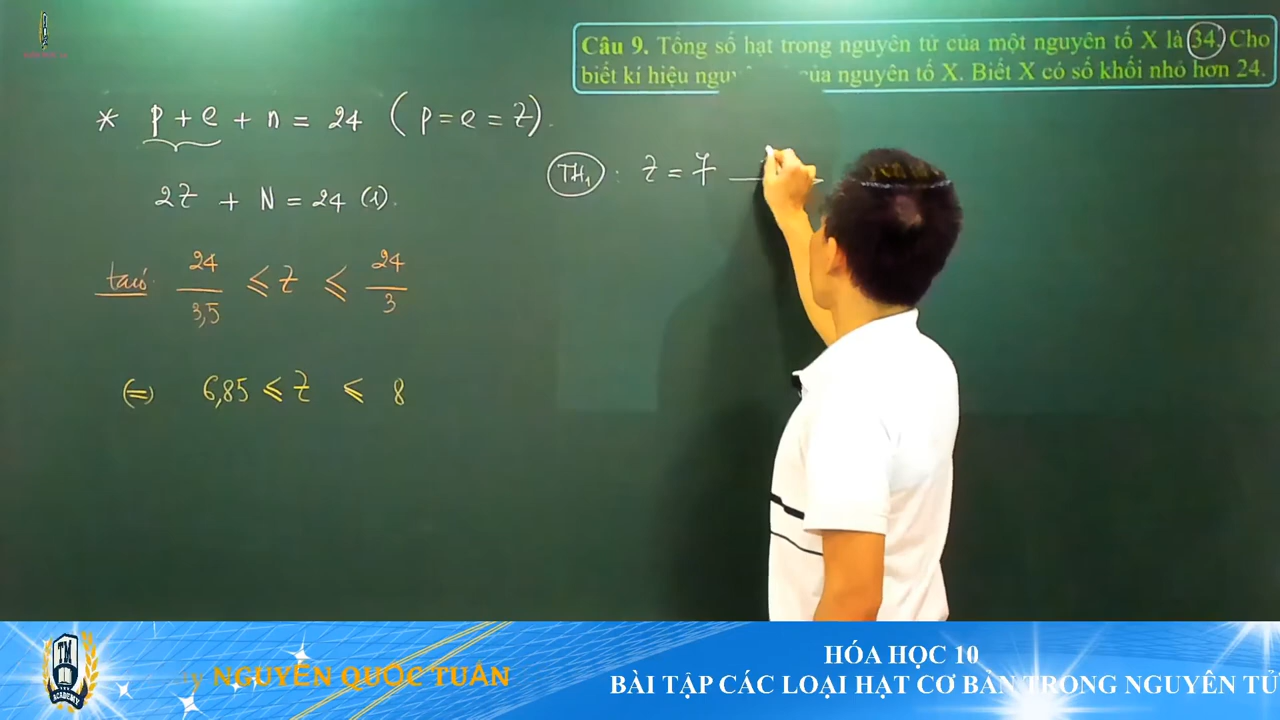 Câu 9. Tổng số hạt trong nguyên tử của một nguyên tố X là 34. Cho
biết kí hiệu của nguyên tố X. Biết X có số khối nhỏ hơn 24.
* p + e + n = 24 (p = e = Z).
2Z + N = 24 (1).
24/3,5 ≤ Z ≤ 24/3
(=) 6,85 ≤ Z ≤ 8
TH1 : Z = 7
TM
ACADEMY
NGUYỄN QUỐC TUẤN
HÓA HỌC 10
BÀI TẬP CÁC LOẠI HẠT CƠ BẢN TRONG NGUYÊN TỬ